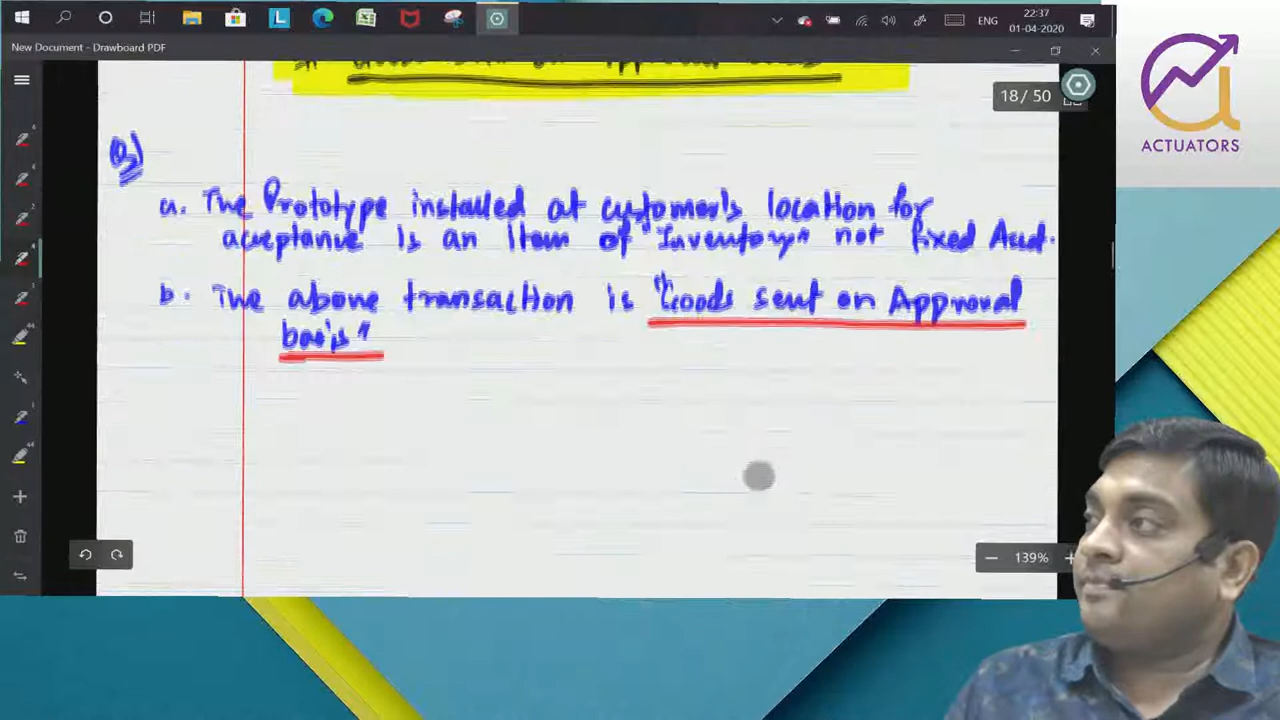 22:37
ENG
01-04-2020
New Document - Drawboard PDF
18 / 50
ACTUATORS
Q)
a. The Prototype installed at customer's location for
acceptance is an item of "Inventory" not fixed Asset.
b. The above transaction is "Goods sent on Approval
basis"
139%